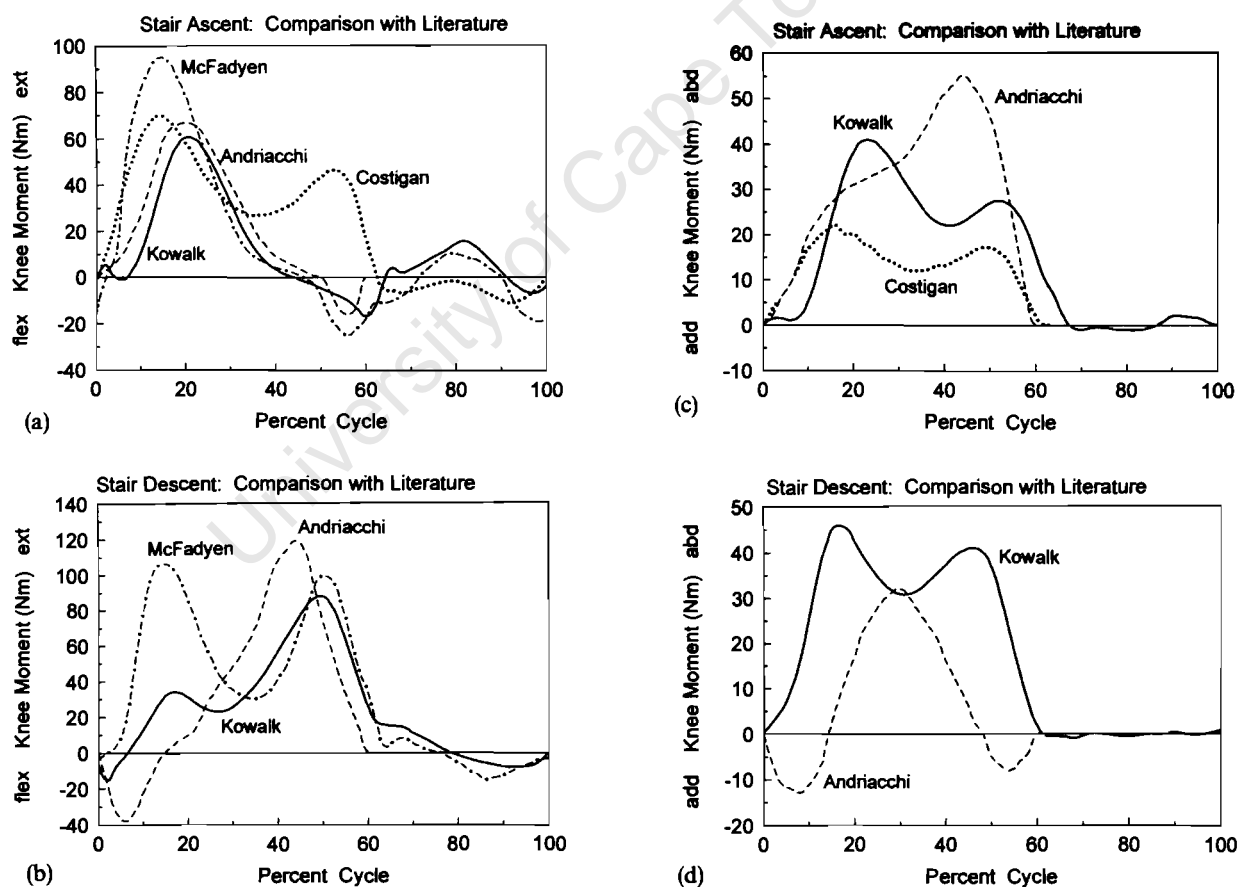 Stair Ascent: Comparison with Literature
100
80
60
40
20
0
-20
-40
flex Knee Moment (Nm) ext
McFadyen
Andriacchi
Costigan
Kowalk
0 20 40 60 80 100
Percent Cycle
(a)
Stair Ascent: Comparison with Literature
60
50
40
30
20
10
0
-10
add Knee Moment (Nm) abd
Andriacchi
Kowalk
Costigan
0 20 40 60 80 100
Percent Cycle
(c)
Stair Descent: Comparison with Literature
140
120
100
80
60
40
20
0
-20
-40
flex Knee Moment (Nm) ext
Andriacchi
McFadyen
Kowalk
0 20 40 60 80 100
Percent Cycle
(b)
Stair Descent: Comparison with Literature
50
40
30
20
10
0
-10
-20
add Knee Moment (Nm) abd
Kowalk
Andriacchi
0 20 40 60 80 100
Percent Cycle
(d)
University of Cape To